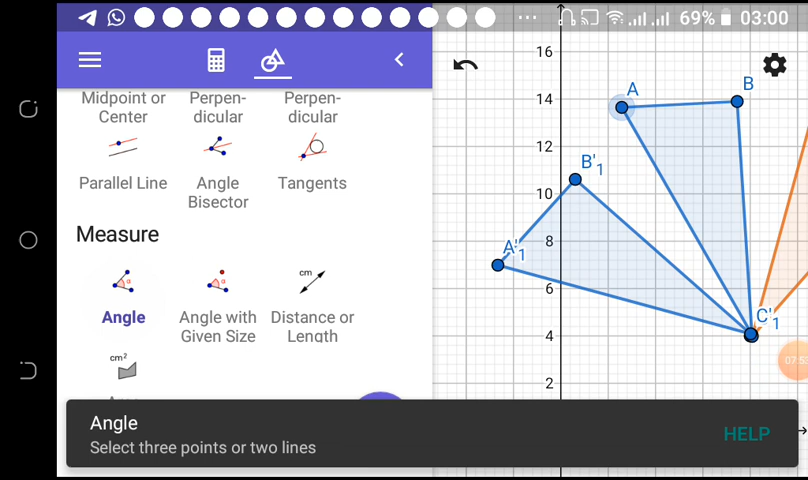 69% 03:00
Midpoint or Center
Perpen-dicular
Perpen-dicular
Parallel Line
Angle Bisector
Tangents
Measure
Angle
cm
Angle with Given Size
Distance or Length
cm²
Angle
Select three points or two lines
HELP
16
14
12
10
8
6
4
2
A
B
B'₁
A'₁
C'₁